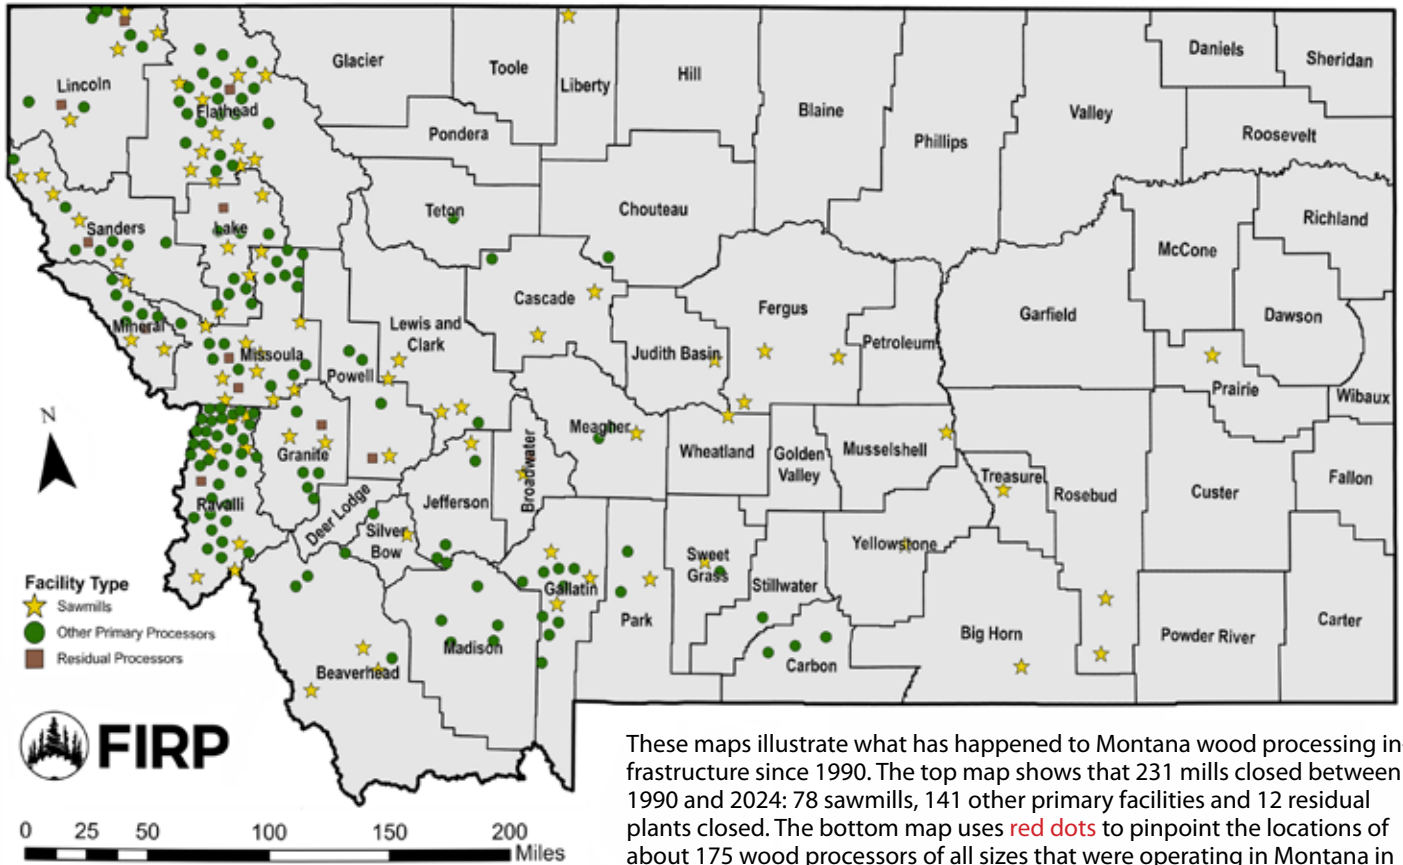 Glacier
Toole
Liberty
Hill
Blaine
Phillips
Valley
Daniels
Sheridan
Roosevelt
Lincoln
Flathead
Pondera
Teton
Chouteau
Richland
McCone
Sanders
Lake
Cascade
Fergus
Garfield
Dawson
Mineral
Missoula
Lewis and
Clark
Judith Basin
Petroleum
Powell
Prairie
Wibaux
N
Granite
Meagher
Broadwater
Wheatland
Golden
Valley
Musselshell
Treasure
Rosebud
Custer
Fallon
Ravalli
Deer Lodge
Jefferson
Silver
Bow
Yellowstone
Sweet
Grass
Stillwater
Gallatin
Park
Big Horn
Powder River
Carter
Madison
Carbon
Beaverhead
Facility Type
Sawmills
Other Primary Processors
Residual Processors
FIRP
0 25 50 100 150 200
Miles
These maps illustrate what has happened to Montana wood processing in-
frastructure since 1990. The top map shows that 231 mills closed between
1990 and 2024: 78 sawmills, 141 other primary facilities and 12 residual
plants closed. The bottom map uses red dots to pinpoint the locations of
about 175 wood processors of all sizes that were operating in Montana in